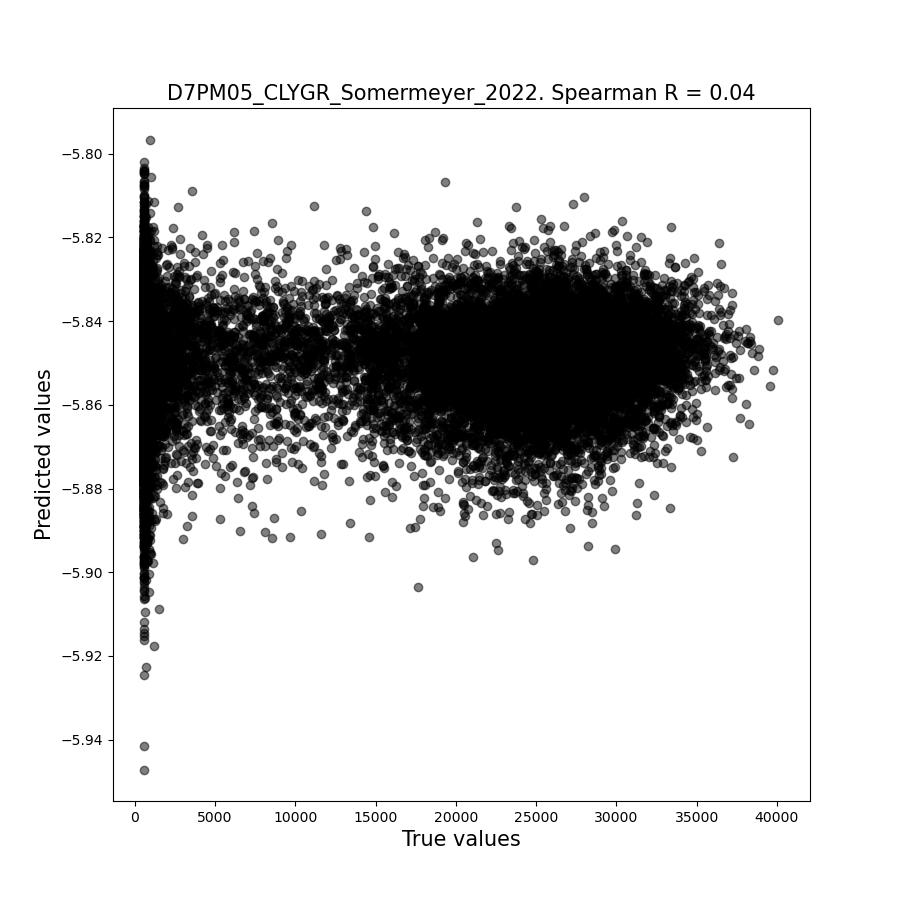 D7PM05_CLYGR_Somermeyer_2022. Spearman R = 0.04
Predicted values
−5.80
−5.82
−5.84
−5.86
−5.88
−5.90
−5.92
−5.94
0 5000 10000 15000 20000 25000 30000 35000 40000
True values